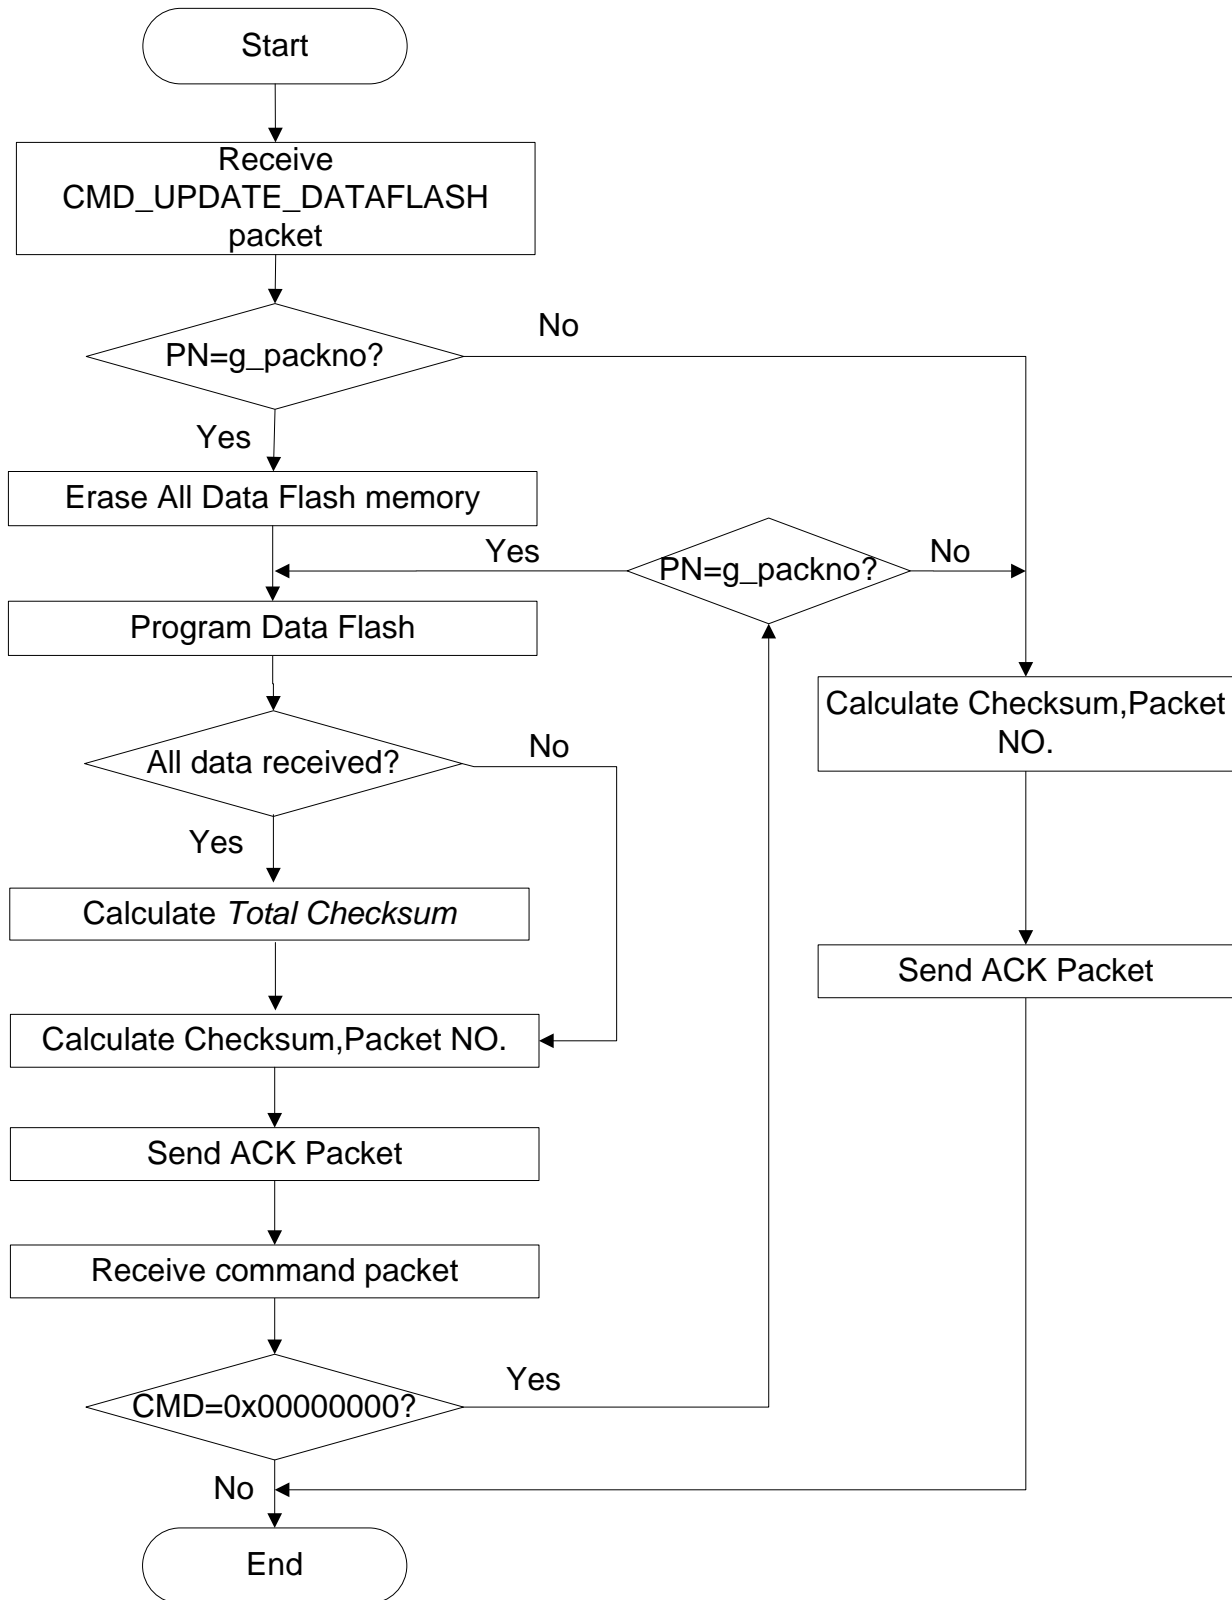 Start
Receive
CMD_UPDATE_DATAFLASH
packet
No
PN=g_packno?
Yes
Erase All Data Flash memory
Yes
PN=g_packno?
No
Program Data Flash
Calculate Checksum,Packet
NO.
All data received?
No
Yes
Calculate Total Checksum
Send ACK Packet
Calculate Checksum,Packet NO.
Send ACK Packet
Receive command packet
CMD=0x00000000?
Yes
No
End